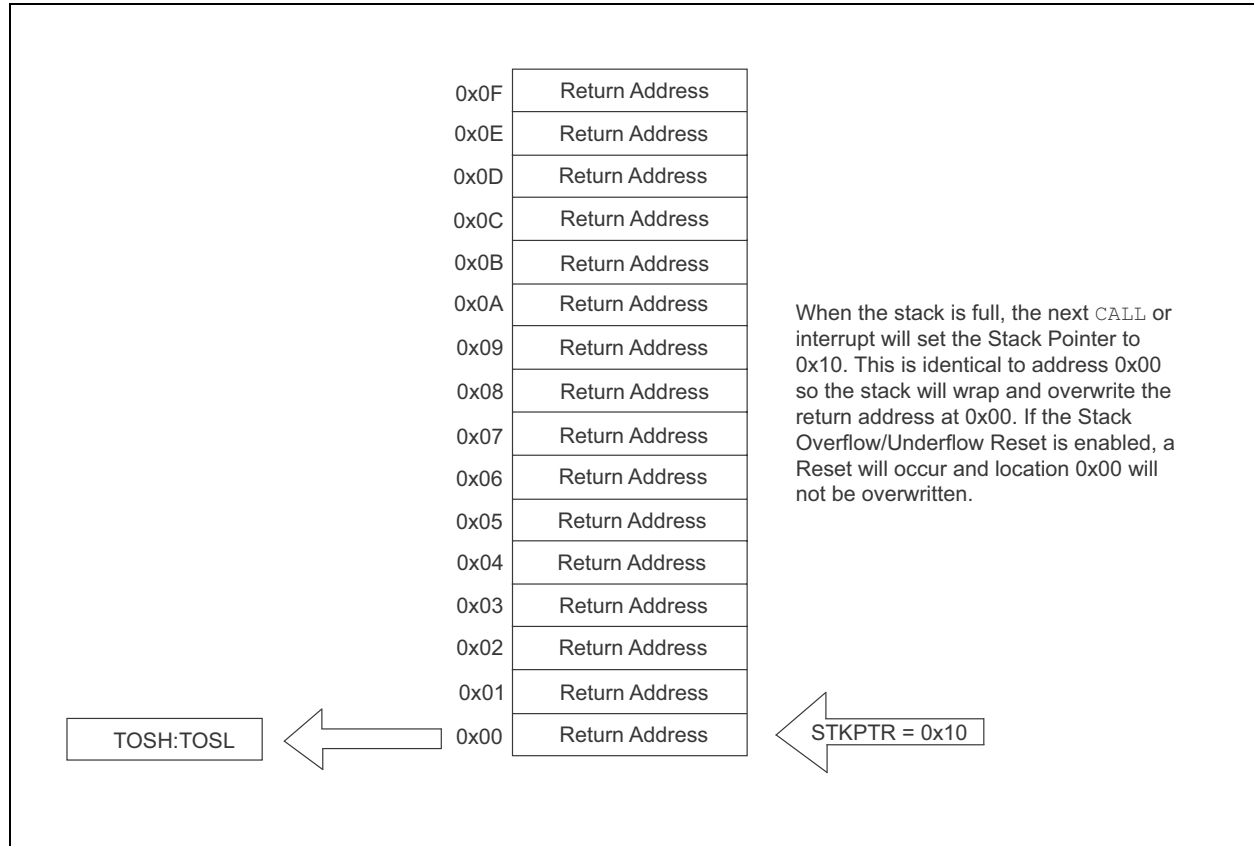 0x0F Return Address
0x0E Return Address
0x0D Return Address
0x0C Return Address
0x0B Return Address
0x0A Return Address
0x09 Return Address
0x08 Return Address
0x07 Return Address
0x06 Return Address
0x05 Return Address
0x04 Return Address
0x03 Return Address
0x02 Return Address
0x01 Return Address
TOSH:TOSL 0x00 Return Address STKPTR = 0x10
When the stack is full, the next CALL or
interrupt will set the Stack Pointer to
0x10. This is identical to address 0x00
so the stack will wrap and overwrite the
return address at 0x00. If the Stack
Overflow/Underflow Reset is enabled, a
Reset will occur and location 0x00 will
not be overwritten.